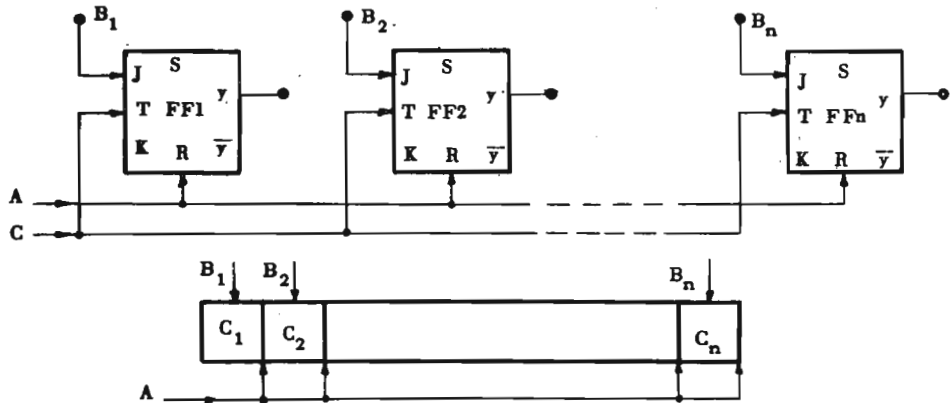 B1 B2 Bn
S S S
J J J
y y y
T FF1 T FF2 T FFn
K R y̅ K R y̅ K R y̅
A
C
B1 B2 Bn
C1 C2 Cn
A